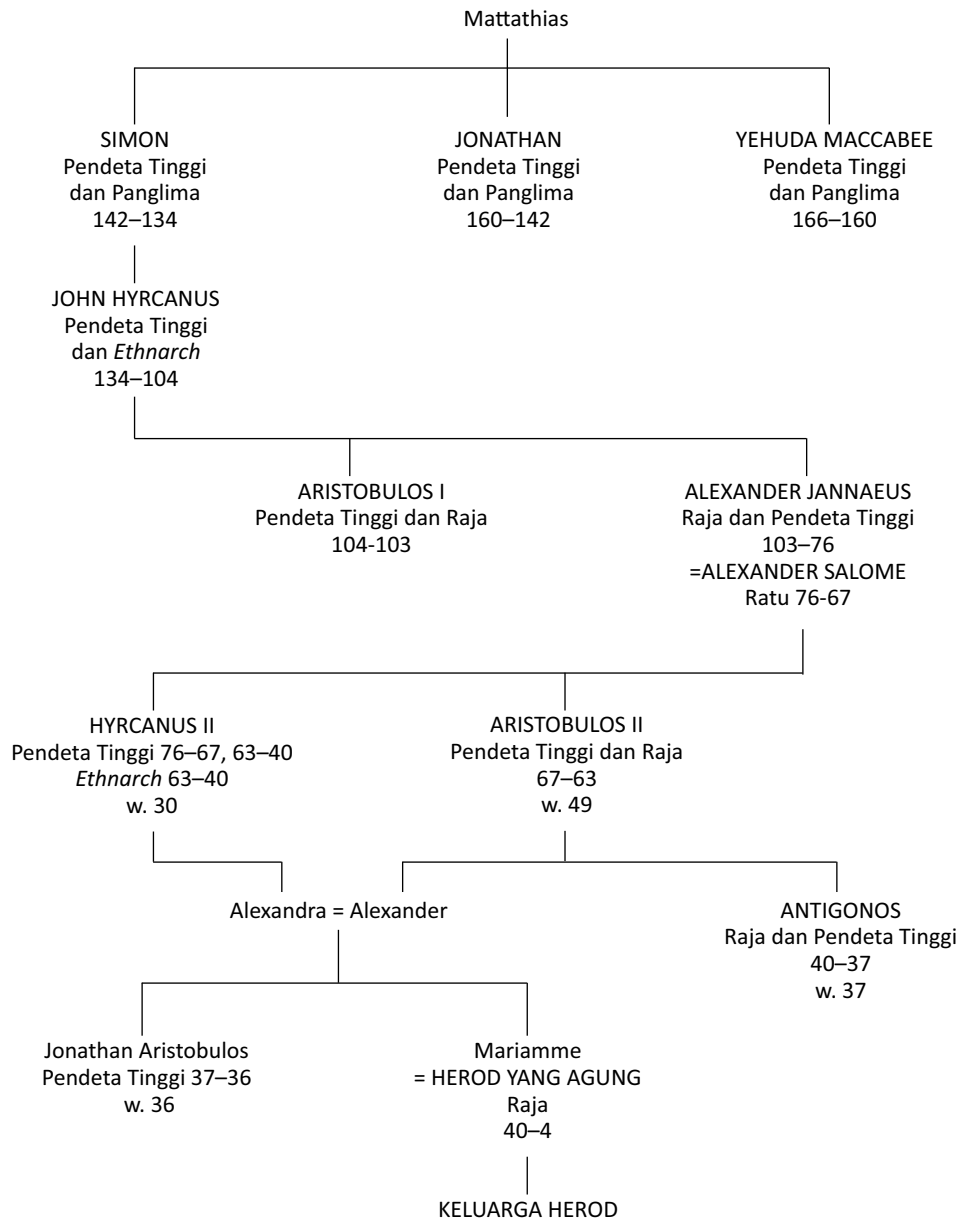 Mattathias
SIMON
Pendeta Tinggi
dan Panglima
142–134
JONATHAN
Pendeta Tinggi
dan Panglima
160–142
YEHUDA MACCABEE
Pendeta Tinggi
dan Panglima
166–160
JOHN HYRCANUS
Pendeta Tinggi
dan Ethnarch
134–104
ARISTOBULOS I
Pendeta Tinggi dan Raja
104-103
ALEXANDER JANNAEUS
Raja dan Pendeta Tinggi
103–76
=ALEXANDER SALOME
Ratu 76-67
HYRCANUS II
Pendeta Tinggi 76–67, 63–40
Ethnarch 63–40
w. 30
ARISTOBULOS II
Pendeta Tinggi dan Raja
67–63
w. 49
Alexandra = Alexander
ANTIGONOS
Raja dan Pendeta Tinggi
40–37
w. 37
Jonathan Aristobulos
Pendeta Tinggi 37–36
w. 36
Mariamme
= HEROD YANG AGUNG
Raja
40–4
KELUARGA HEROD